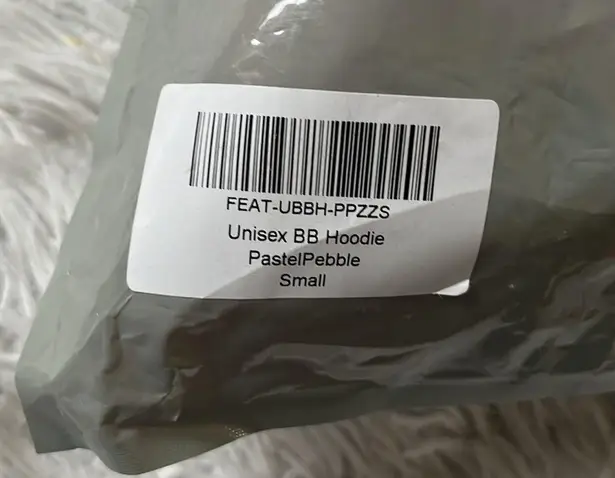 FEAT-UBBH-PPZZS
Unisex BB Hoodie
PastelPebble
Small